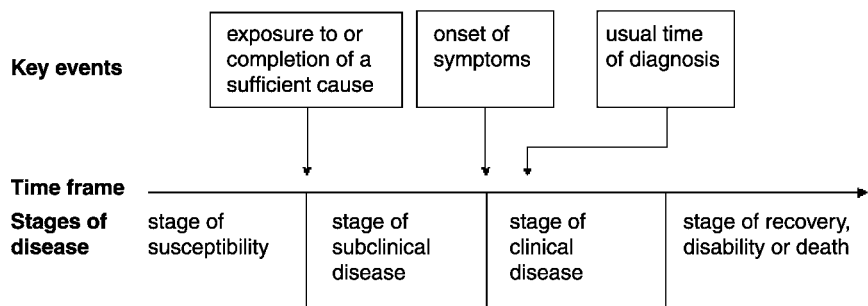 Key events
exposure to or
completion of a
sufficient cause
onset of
symptoms
usual time
of diagnosis
Time frame
Stages of
disease
stage of
susceptibility
stage of
subclinical
disease
stage of
clinical
disease
stage of recovery,
disability or death